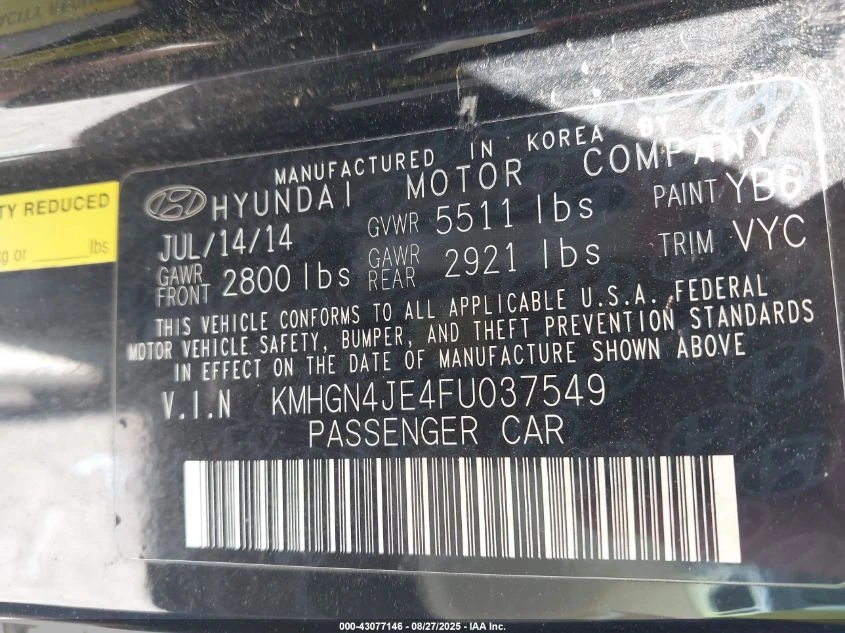 TY REDUCED
kg or lbs
MANUFACTURED IN KOREA BY
HYUNDAI MOTOR COMPANY
JUL/14/14 GVWR 5511 lbs PAINT YB6
GAWR FRONT 2800 lbs GAWR REAR 2921 lbs TRIM VYC
THIS VEHICLE CONFORMS TO ALL APPLICABLE U.S.A. FEDERAL
MOTOR VEHICLE SAFETY, BUMPER, AND THEFT PREVENTION STANDARDS
IN EFFECT ON THE DATE OF MANUFACTURE SHOWN ABOVE
V.I.N KMHGN4JE4FU037549
PASSENGER CAR
000-43077146 - 08/27/2025 - IAA Inc.